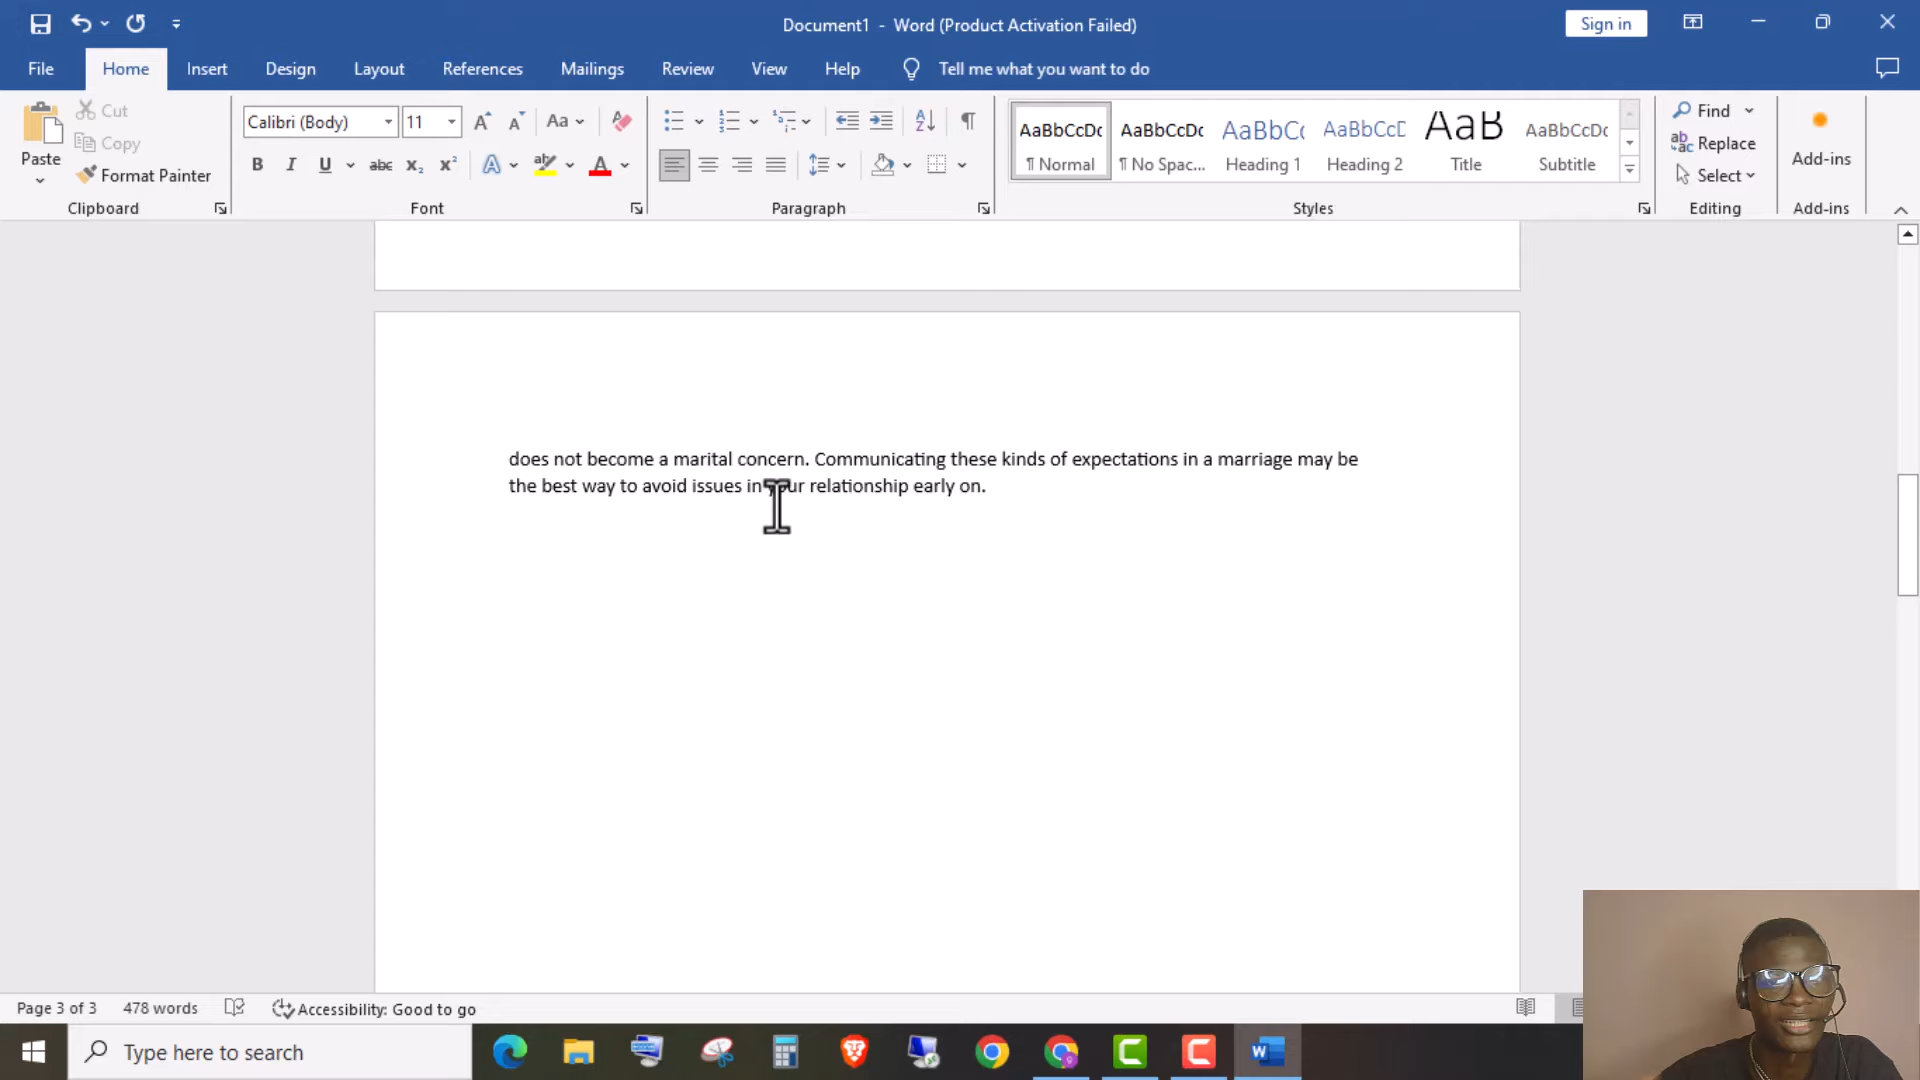 Document1 - Word (Product Activation Failed)
Sign in
File Home Insert Design Layout References Mailings Review View Help Tell me what you want to do
Paste
Cut
Copy
Format Painter
Clipboard
Calibri (Body) 11
Aa
B I U abc x₂ x² A A
Font
Paragraph
AaBbCcDc ¶ Normal
AaBbCcDc ¶ No Spac...
AaBbCc Heading 1
AaBbCcD Heading 2
AaB Title
AaBbCcDc Subtitle
Styles
Find
Replace
Select
Editing
Add-ins
Add-ins
does not become a marital concern. Communicating these kinds of expectations in a marriage may be
the best way to avoid issues in your relationship early on.
Page 3 of 3 478 words Accessibility: Good to go
Type here to search